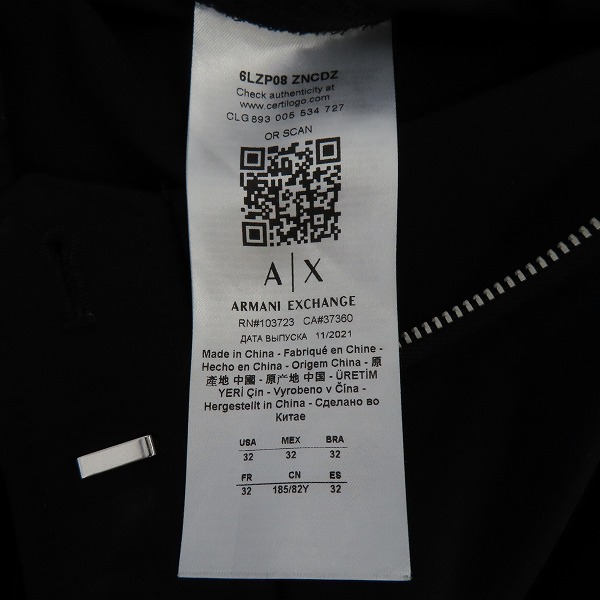 6LZP08 ZNCDZ
Check authenticity at
www.certilogo.com
CLG 893 005 534 727
OR SCAN
A|X
ARMANI EXCHANGE
RN#103723 CA#37360
ДАТА ВЫПУСКА 11/2021
Made in China - Fabriqué en Chine -
Hecho en China - Origem China - 原
產地 中國 - 原产地 中国 - ÜRETİM
YERİ Çin - Vyrobeno v Čína -
Hergestellt in China - Сделано во
Китае
USA MEX BRA
32 32 32
FR CN ES
32 185/82Y 32